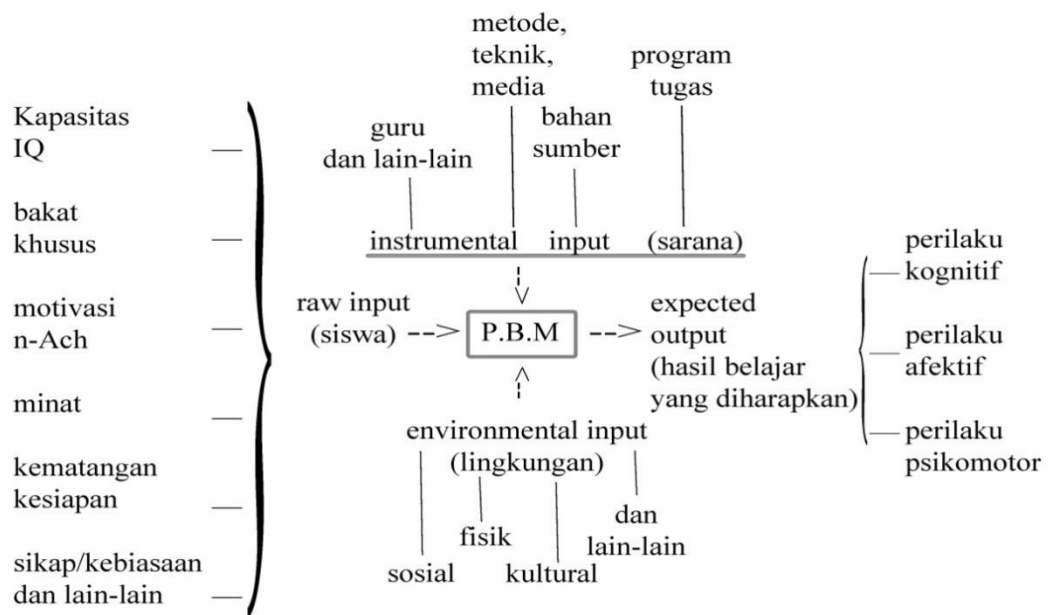 Kapasitas
IQ
bakat
khusus
motivasi
n-Ach
minat
kematangan
kesiapan
sikap/kebiasaan
dan lain-lain
guru
dan lain-lain
metode,
teknik,
media
bahan
sumber
program
tugas
instrumental input (sarana)
raw input
(siswa)
P.B.M
expected
output
(hasil belajar
yang diharapkan)
environmental input
(lingkungan)
sosial
fisik
kultural
dan
lain-lain
perilaku
kognitif
perilaku
afektif
perilaku
psikomotor